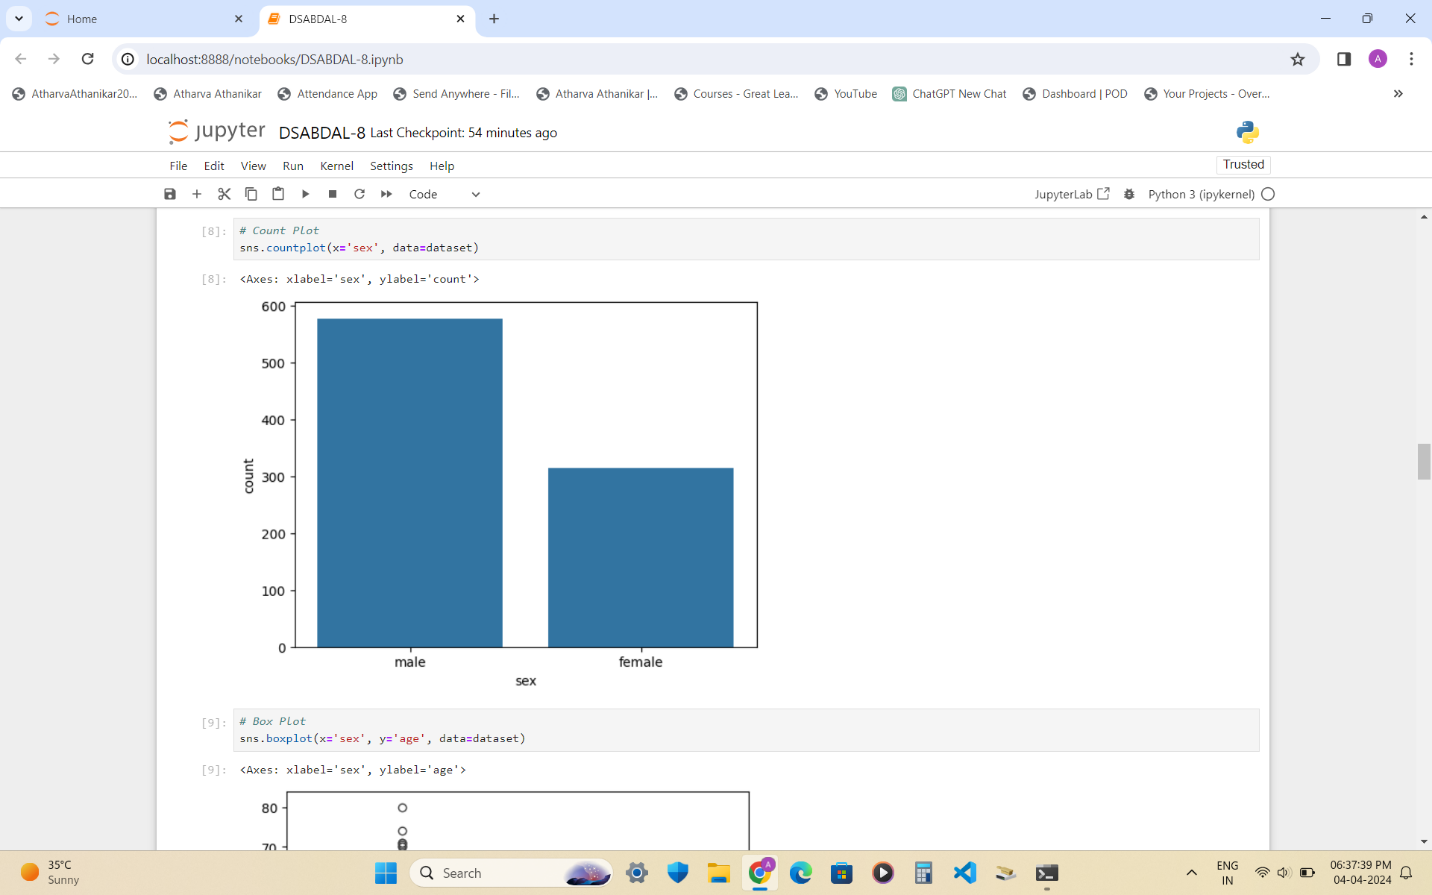 Home
DSABDAL-8
localhost:8888/notebooks/DSABDAL-8.ipynb
A
AtharvaAthanikar20...
Atharva Athanikar
Attendance App
Send Anywhere - Fil...
Atharva Athanikar |...
Courses - Great Lea...
YouTube
ChatGPT New Chat
Dashboard | POD
Your Projects - Over...
jupyter DSABDAL-8 Last Checkpoint: 54 minutes ago
File Edit View Run Kernel Settings Help
Trusted
Code
JupyterLab
Python 3 (ipykernel)
[8]: # Count Plot
sns.countplot(x='sex', data=dataset)
[8]: <Axes: xlabel='sex', ylabel='count'>
600
500
400
300
200
100
0
count
male female
sex
[9]: # Box Plot
sns.boxplot(x='sex', y='age', data=dataset)
[9]: <Axes: xlabel='sex', ylabel='age'>
80
70
35°C
Sunny
Search
A
ENG
IN
06:37:39 PM
04-04-2024